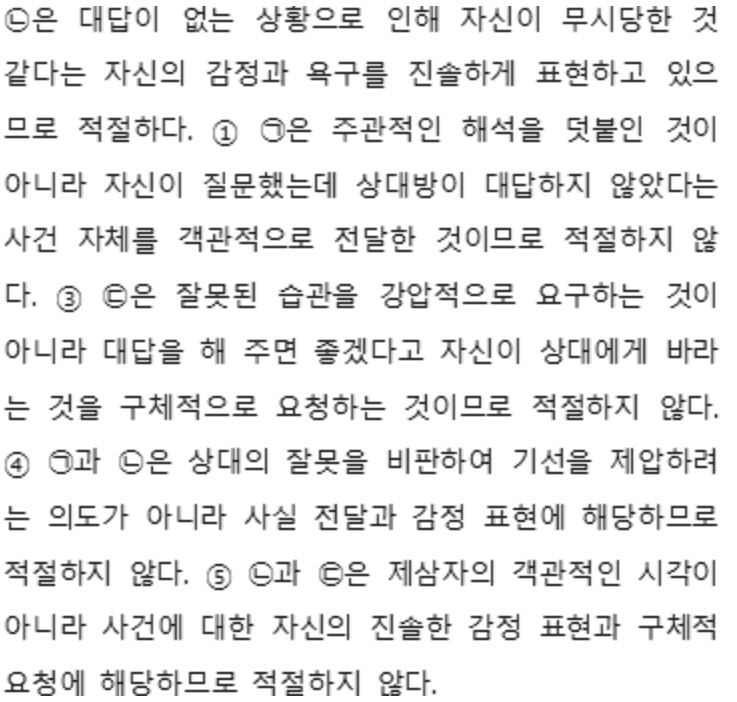 ㉡은 대답이 없는 상황으로 인해 자신이 무시당한 것
같다는 자신의 감정과 욕구를 진솔하게 표현하고 있으
므로 적절하다. ① ㉠은 주관적인 해석을 덧붙인 것이
아니라 자신이 질문했는데 상대방이 대답하지 않았다는
사건 자체를 객관적으로 전달한 것이므로 적절하지 않
다. ③ ㉢은 잘못된 습관을 강압적으로 요구하는 것이
아니라 대답을 해 주면 좋겠다고 자신이 상대에게 바라
는 것을 구체적으로 요청하는 것이므로 적절하지 않다.
④ ㉠과 ㉡은 상대의 잘못을 비판하여 기선을 제압하려
는 의도가 아니라 사실 전달과 감정 표현에 해당하므로
적절하지 않다. ⑤ ㉡과 ㉢은 제삼자의 객관적인 시각이
아니라 사건에 대한 자신의 진솔한 감정 표현과 구체적
요청에 해당하므로 적절하지 않다.